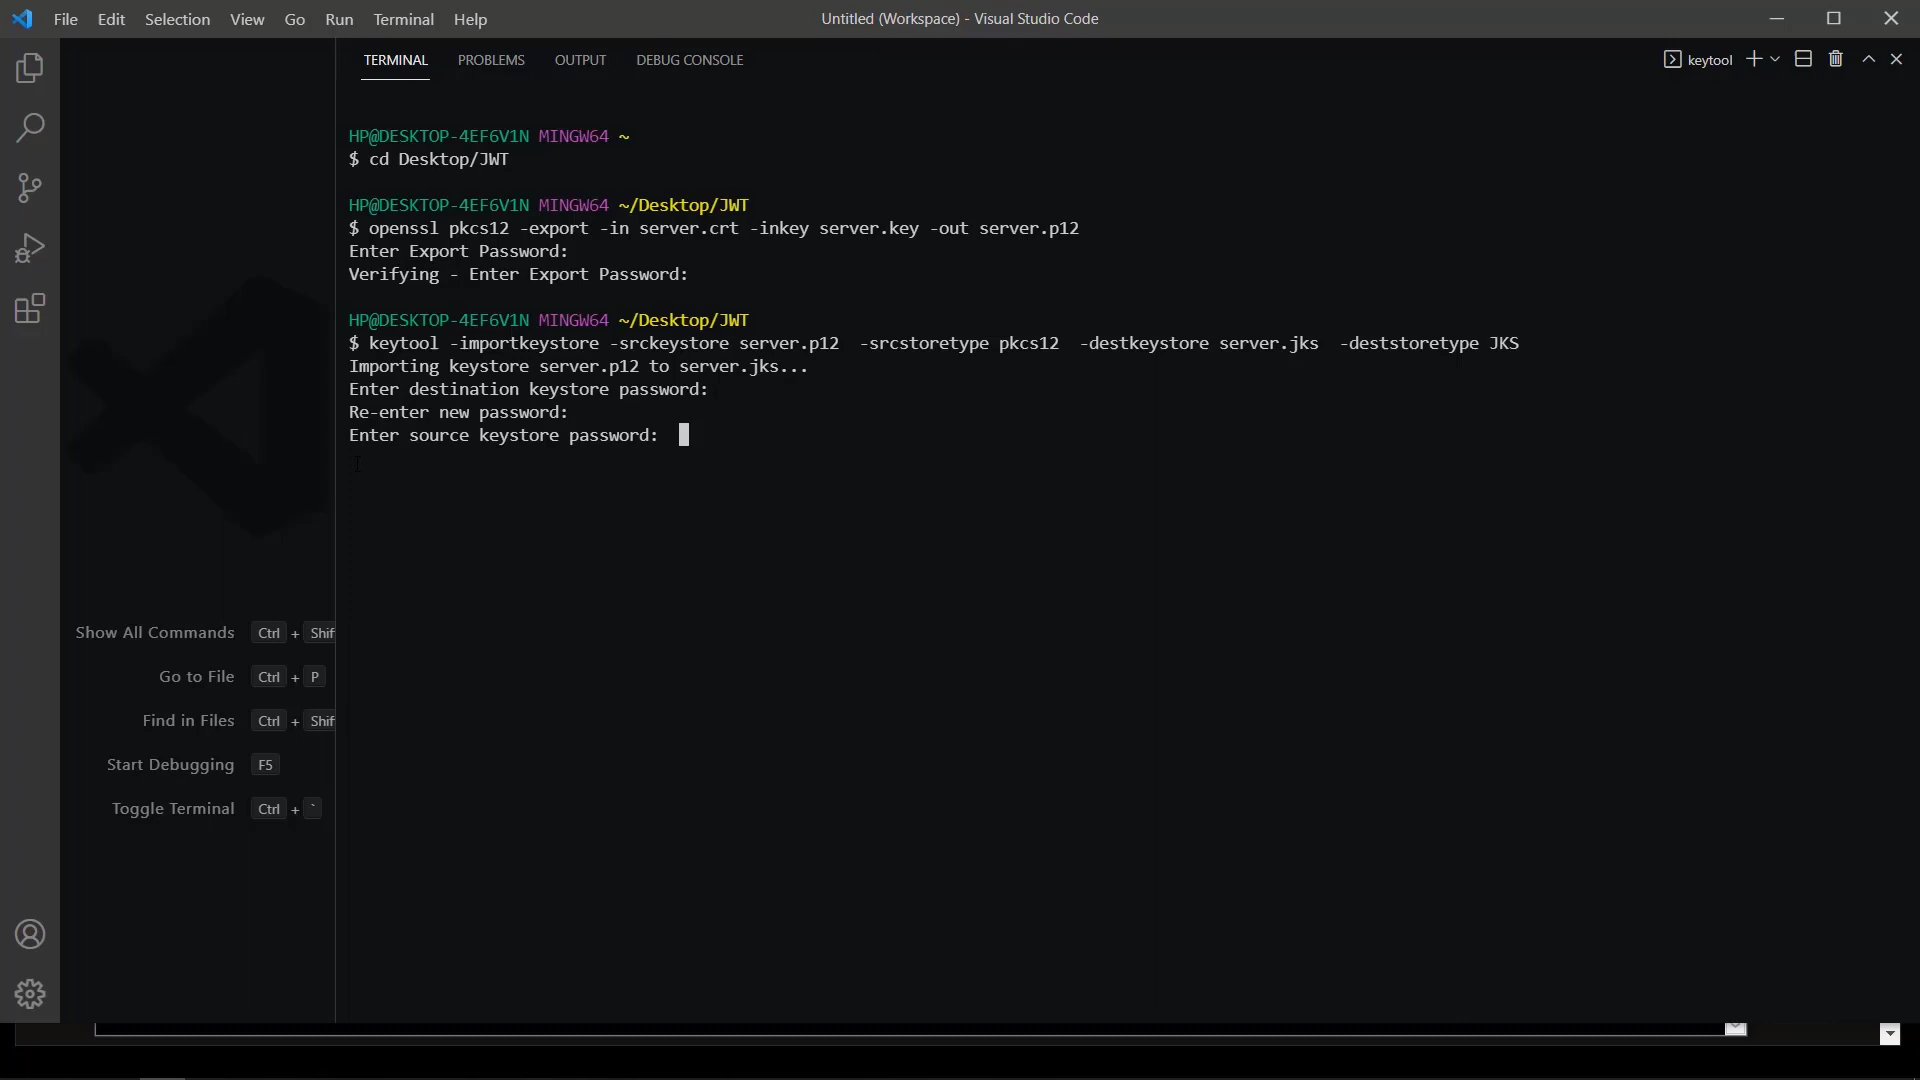 File Edit Selection View Go Run Terminal Help
Untitled (Workspace) - Visual Studio Code
TERMINAL PROBLEMS OUTPUT DEBUG CONSOLE
keytool
HP@DESKTOP-4EF6V1N MINGW64 ~
$ cd Desktop/JWT
HP@DESKTOP-4EF6V1N MINGW64 ~/Desktop/JWT
$ openssl pkcs12 -export -in server.crt -inkey server.key -out server.p12
Enter Export Password:
Verifying - Enter Export Password:
HP@DESKTOP-4EF6V1N MINGW64 ~/Desktop/JWT
$ keytool -importkeystore -srckeystore server.p12  -srcstoretype pkcs12  -destkeystore server.jks  -deststoretype JKS
Importing keystore server.p12 to server.jks...
Enter destination keystore password:
Re-enter new password:
Enter source keystore password:
Show All Commands Ctrl + Shif
Go to File Ctrl + P
Find in Files Ctrl + Shif
Start Debugging F5
Toggle Terminal Ctrl + `